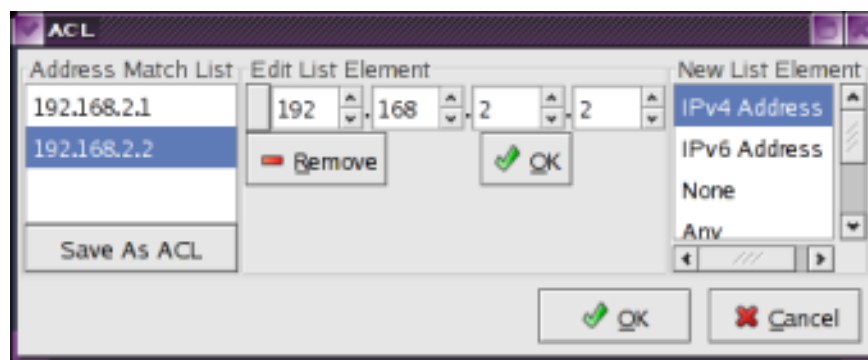 ACL
Address Match List
192.168.2.1
192.168.2.2
Save As ACL
Edit List Element
192 . 168 . 2 . 2
Remove
OK
New List Element
IPv4 Address
IPv6 Address
None
Any
OK
Cancel